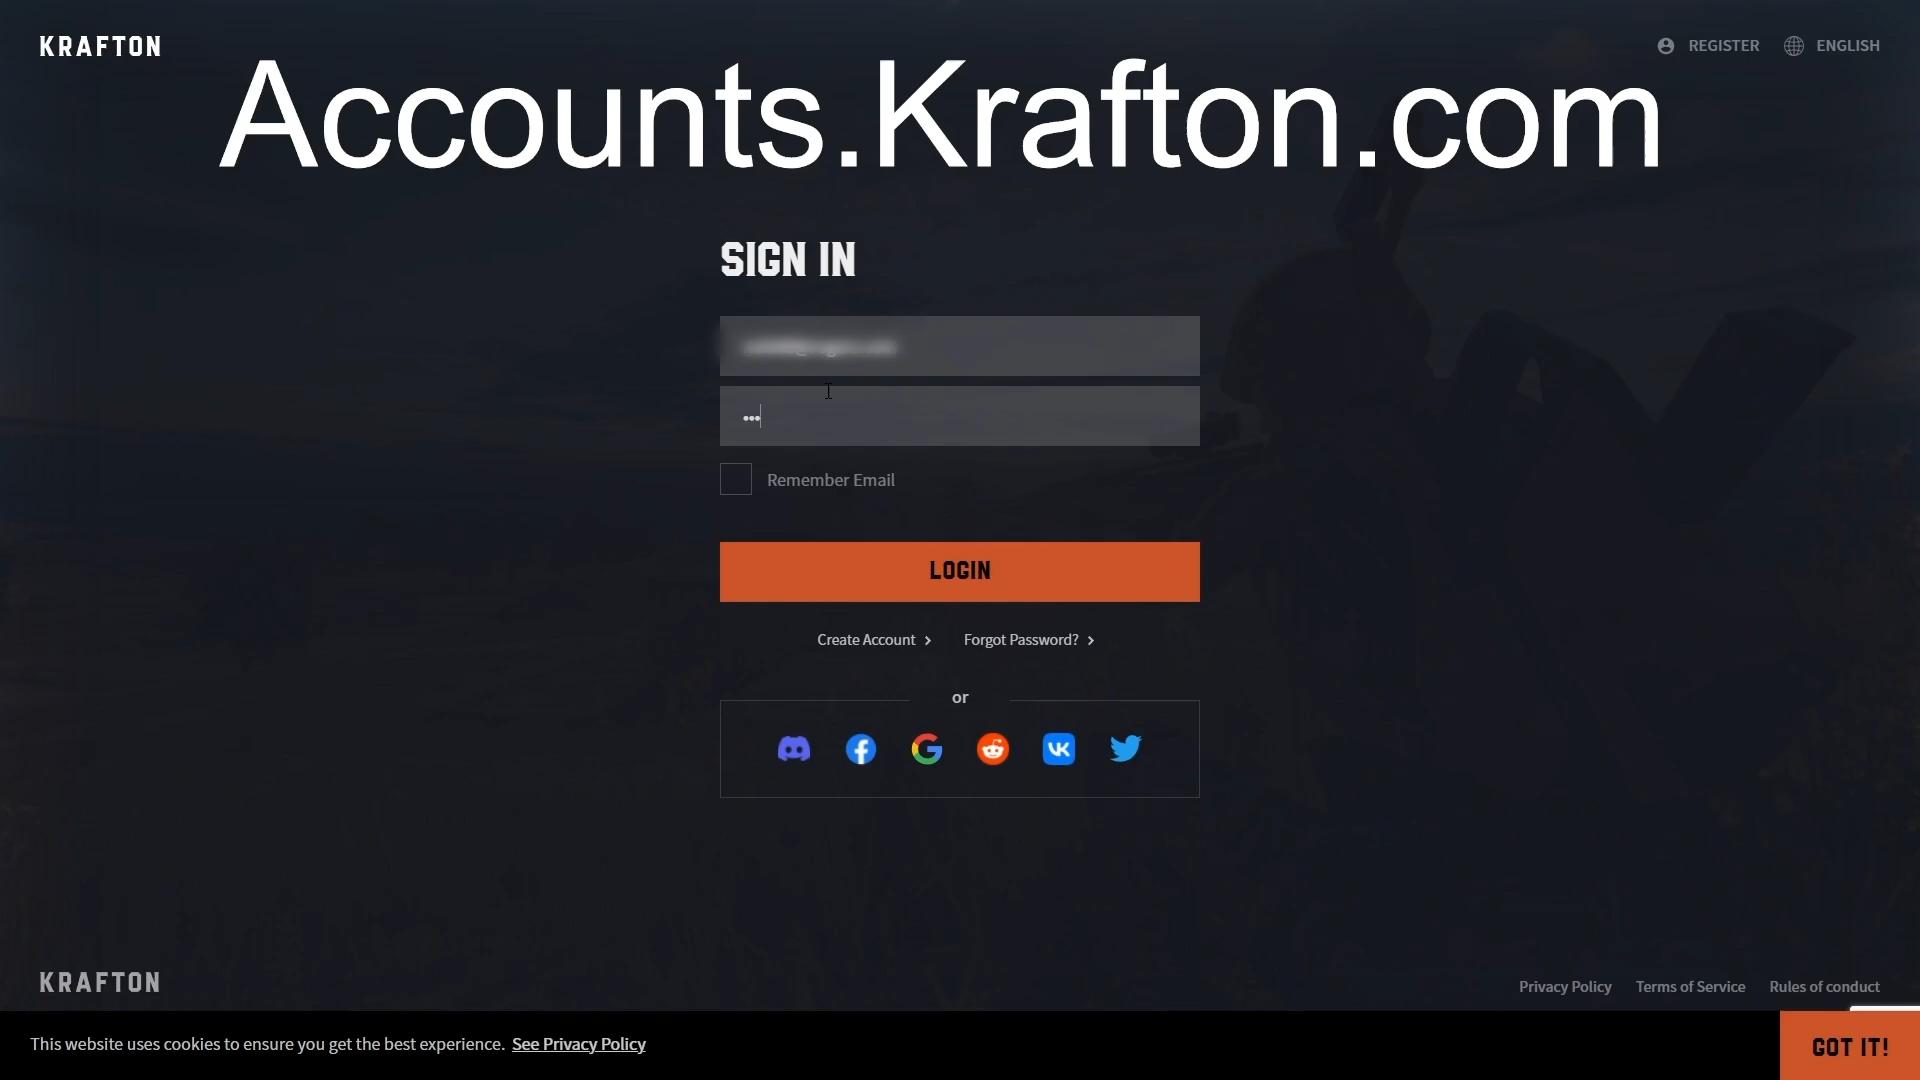 KRAFTON
REGISTER
ENGLISH
Accounts.Krafton.com
SIGN IN
•••
Remember Email
LOGIN
Create Account >
Forgot Password? >
or
KRAFTON
Privacy Policy
Terms of Service
Rules of conduct
This website uses cookies to ensure you get the best experience. See Privacy Policy
GOT IT!